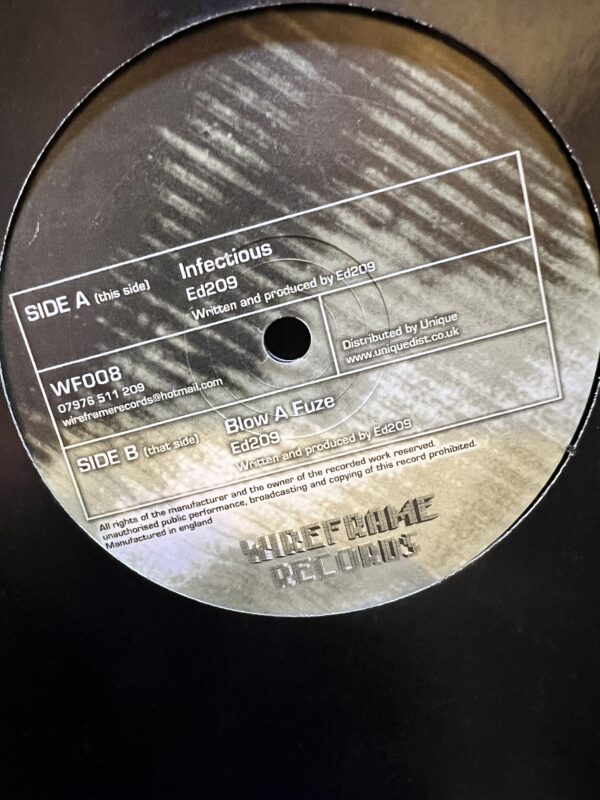 SIDE A (this side)
Infectious
Ed209
Written and produced by Ed209
WF008
07976 511 209
wireframerecords@hotmail.com
Distributed by Unique
www.uniquedist.co.uk
SIDE B (that side)
Blow A Fuze
Ed209
Written and produced by Ed209
All rights of the manufacturer and the owner of the recorded work reserved.
unauthorised public performance, broadcasting and copying of this record prohibited.
Manufactured in england
WIREFRAME
RECORDS